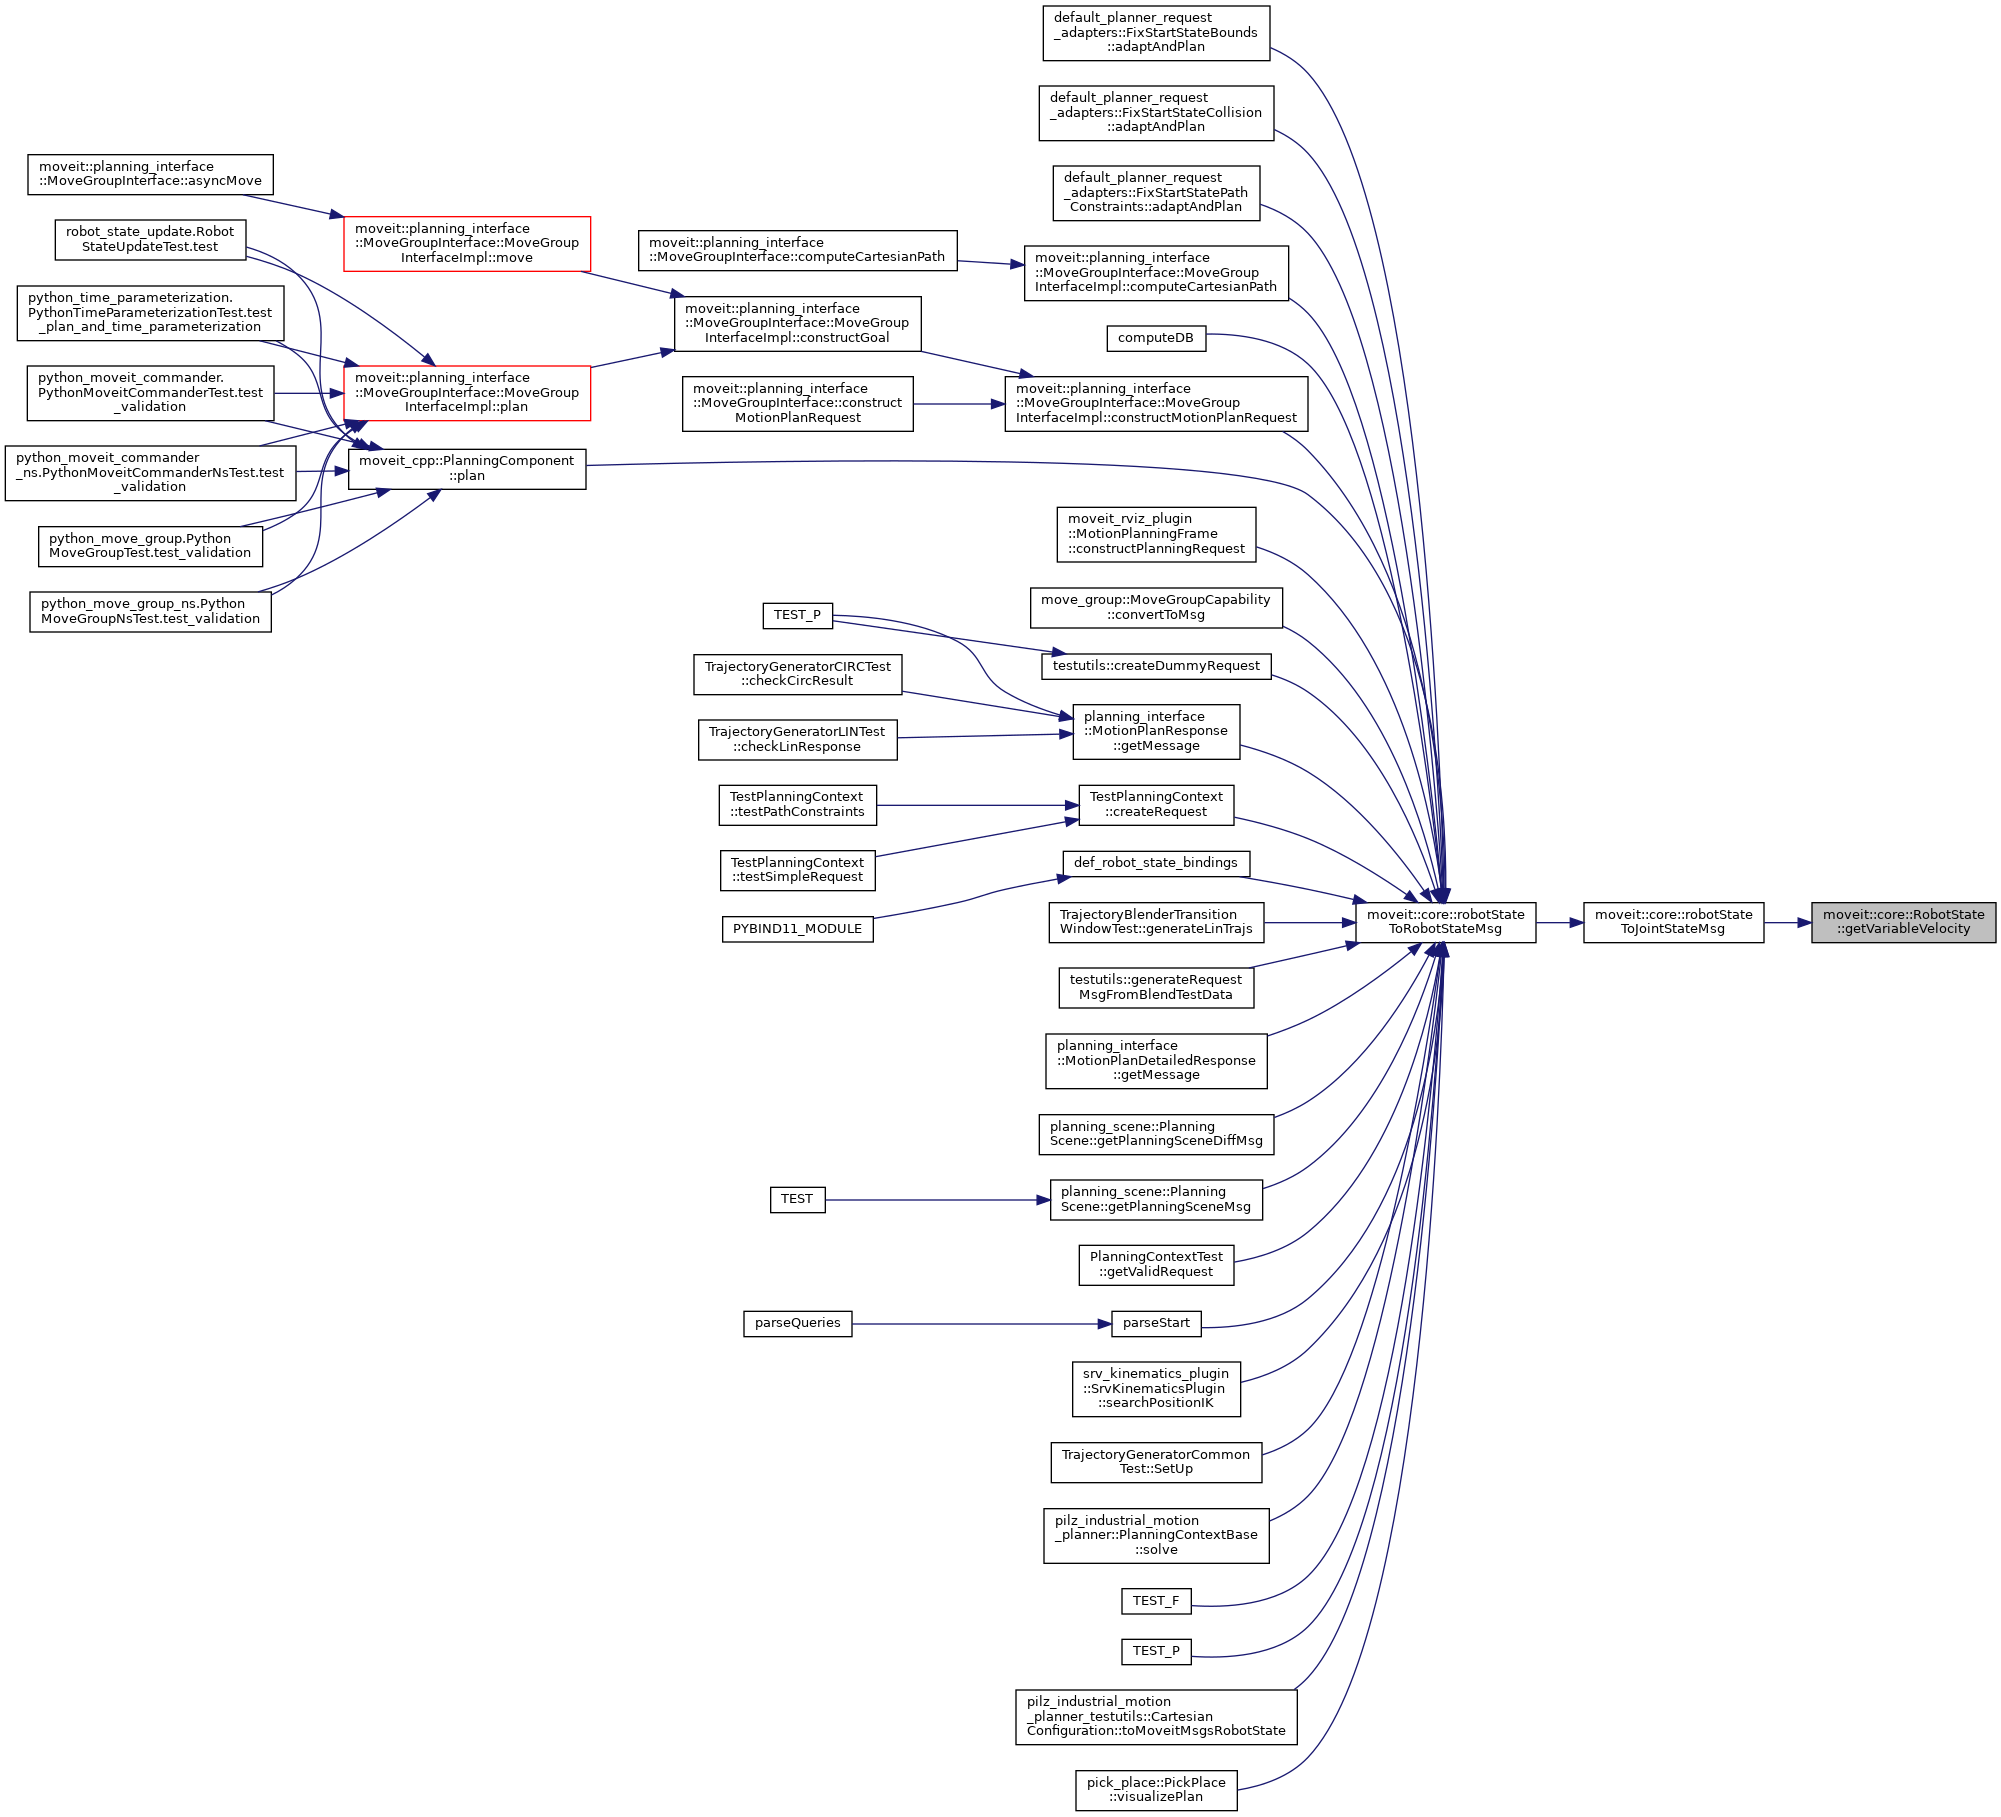 default_planner_request
_adapters::FixStartStateBounds
::adaptAndPlan
default_planner_request
_adapters::FixStartStateCollision
::adaptAndPlan
default_planner_request
_adapters::FixStartStatePath
Constraints::adaptAndPlan
moveit::planning_interface
::MoveGroupInterface::asyncMove
robot_state_update.Robot
StateUpdateTest.test
moveit::planning_interface
::MoveGroupInterface::MoveGroup
InterfaceImpl::move
moveit::planning_interface
::MoveGroupInterface::computeCartesianPath
moveit::planning_interface
::MoveGroupInterface::MoveGroup
InterfaceImpl::computeCartesianPath
python_time_parameterization.
PythonTimeParameterizationTest.test
_plan_and_time_parameterization
moveit::planning_interface
::MoveGroupInterface::MoveGroup
InterfaceImpl::constructGoal
computeDB
python_moveit_commander.
PythonMoveitCommanderTest.test
_validation
moveit::planning_interface
::MoveGroupInterface::MoveGroup
InterfaceImpl::plan
moveit::planning_interface
::MoveGroupInterface::construct
MotionPlanRequest
moveit::planning_interface
::MoveGroupInterface::MoveGroup
InterfaceImpl::constructMotionPlanRequest
python_moveit_commander
_ns.PythonMoveitCommanderNsTest.test
_validation
moveit_cpp::PlanningComponent
::plan
python_move_group.Python
MoveGroupTest.test_validation
moveit_rviz_plugin
::MotionPlanningFrame
::constructPlanningRequest
python_move_group_ns.Python
MoveGroupNsTest.test_validation
move_group::MoveGroupCapability
::convertToMsg
TEST_P
testutils::createDummyRequest
TrajectoryGeneratorCIRCTest
::checkCircResult
planning_interface
::MotionPlanResponse
::getMessage
TrajectoryGeneratorLINTest
::checkLinResponse
TestPlanningContext
::testPathConstraints
TestPlanningContext
::createRequest
TestPlanningContext
::testSimpleRequest
def_robot_state_bindings
PYBIND11_MODULE
TrajectoryBlenderTransition
WindowTest::generateLinTrajs
moveit::core::robotState
ToRobotStateMsg
moveit::core::robotState
ToJointStateMsg
moveit::core::RobotState
::getVariableVelocity
testutils::generateRequest
MsgFromBlendTestData
planning_interface
::MotionPlanDetailedResponse
::getMessage
planning_scene::Planning
Scene::getPlanningSceneDiffMsg
TEST
planning_scene::Planning
Scene::getPlanningSceneMsg
PlanningContextTest
::getValidRequest
parseQueries
parseStart
srv_kinematics_plugin
::SrvKinematicsPlugin
::searchPositionIK
TrajectoryGeneratorCommon
Test::SetUp
pilz_industrial_motion
_planner::PlanningContextBase
::solve
TEST_F
TEST_P
pilz_industrial_motion
_planner_testutils::Cartesian
Configuration::toMoveitMsgsRobotState
pick_place::PickPlace
::visualizePlan